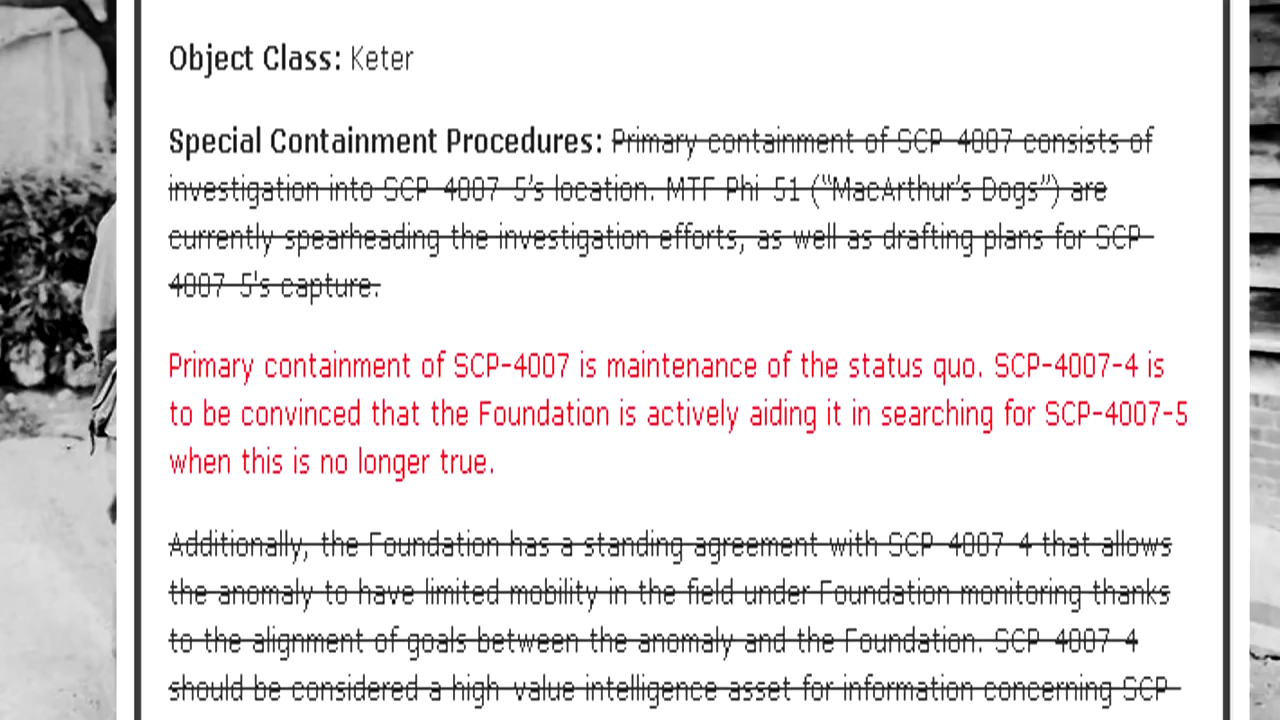 Object Class: Keter
Special Containment Procedures: Primary containment of SCP-4007 consists of
investigation into SCP-4007-5's location. MTF Phi-51 (“MacArthur's Dogs”) are
currently spearheading the investigation efforts, as well as drafting plans for SCP-
4007-5's capture.
Primary containment of SCP-4007 is maintenance of the status quo. SCP-4007-4 is
to be convinced that the Foundation is actively aiding it in searching for SCP-4007-5
when this is no longer true.
Additionally, the Foundation has a standing agreement with SCP-4007-4 that allows
the anomaly to have limited mobility in the field under Foundation monitoring thanks
to the alignment of goals between the anomaly and the Foundation. SCP-4007-4
should be considered a high-value intelligence asset for information concerning SCP-